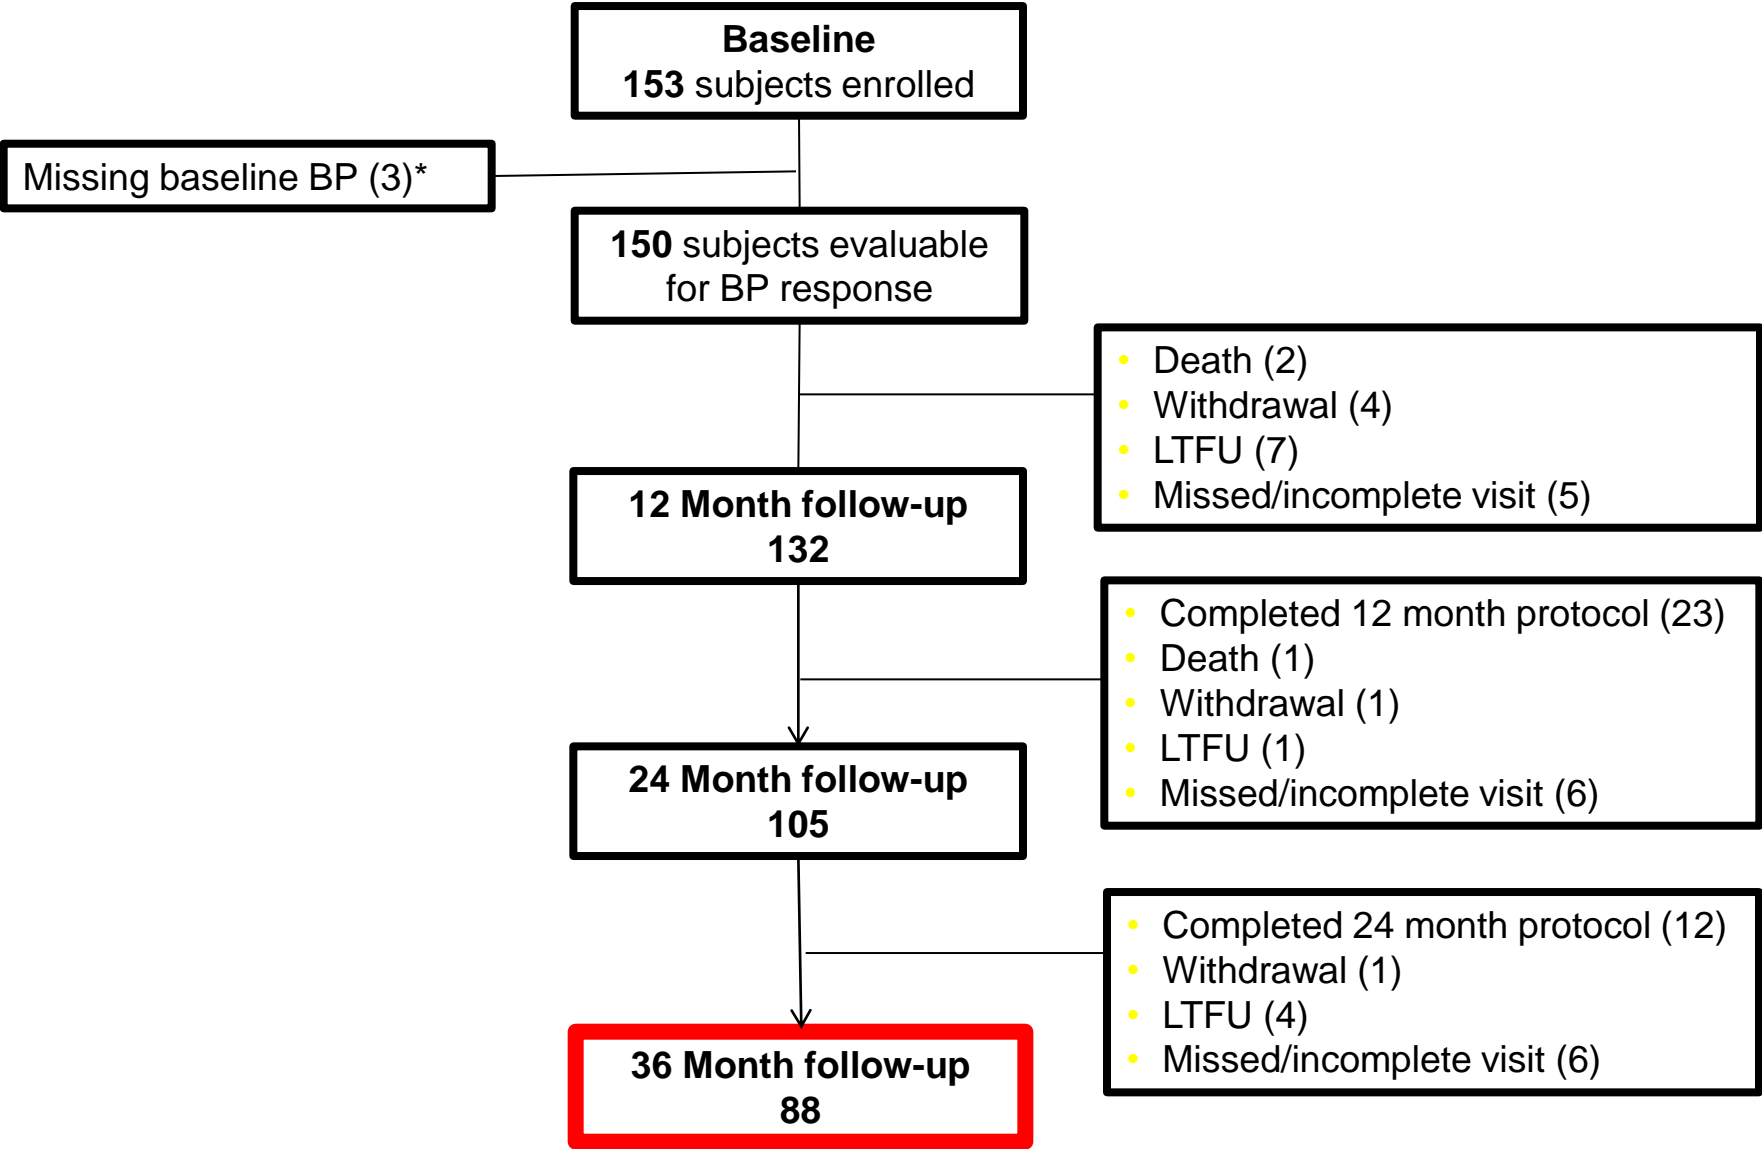 Baseline
153 subjects enrolled
Missing baseline BP (3)*
150 subjects evaluable
for BP response
• Death (2)
• Withdrawal (4)
• LTFU (7)
• Missed/incomplete visit (5)
12 Month follow-up
132
• Completed 12 month protocol (23)
• Death (1)
• Withdrawal (1)
• LTFU (1)
• Missed/incomplete visit (6)
24 Month follow-up
105
• Completed 24 month protocol (12)
• Withdrawal (1)
• LTFU (4)
• Missed/incomplete visit (6)
36 Month follow-up
88